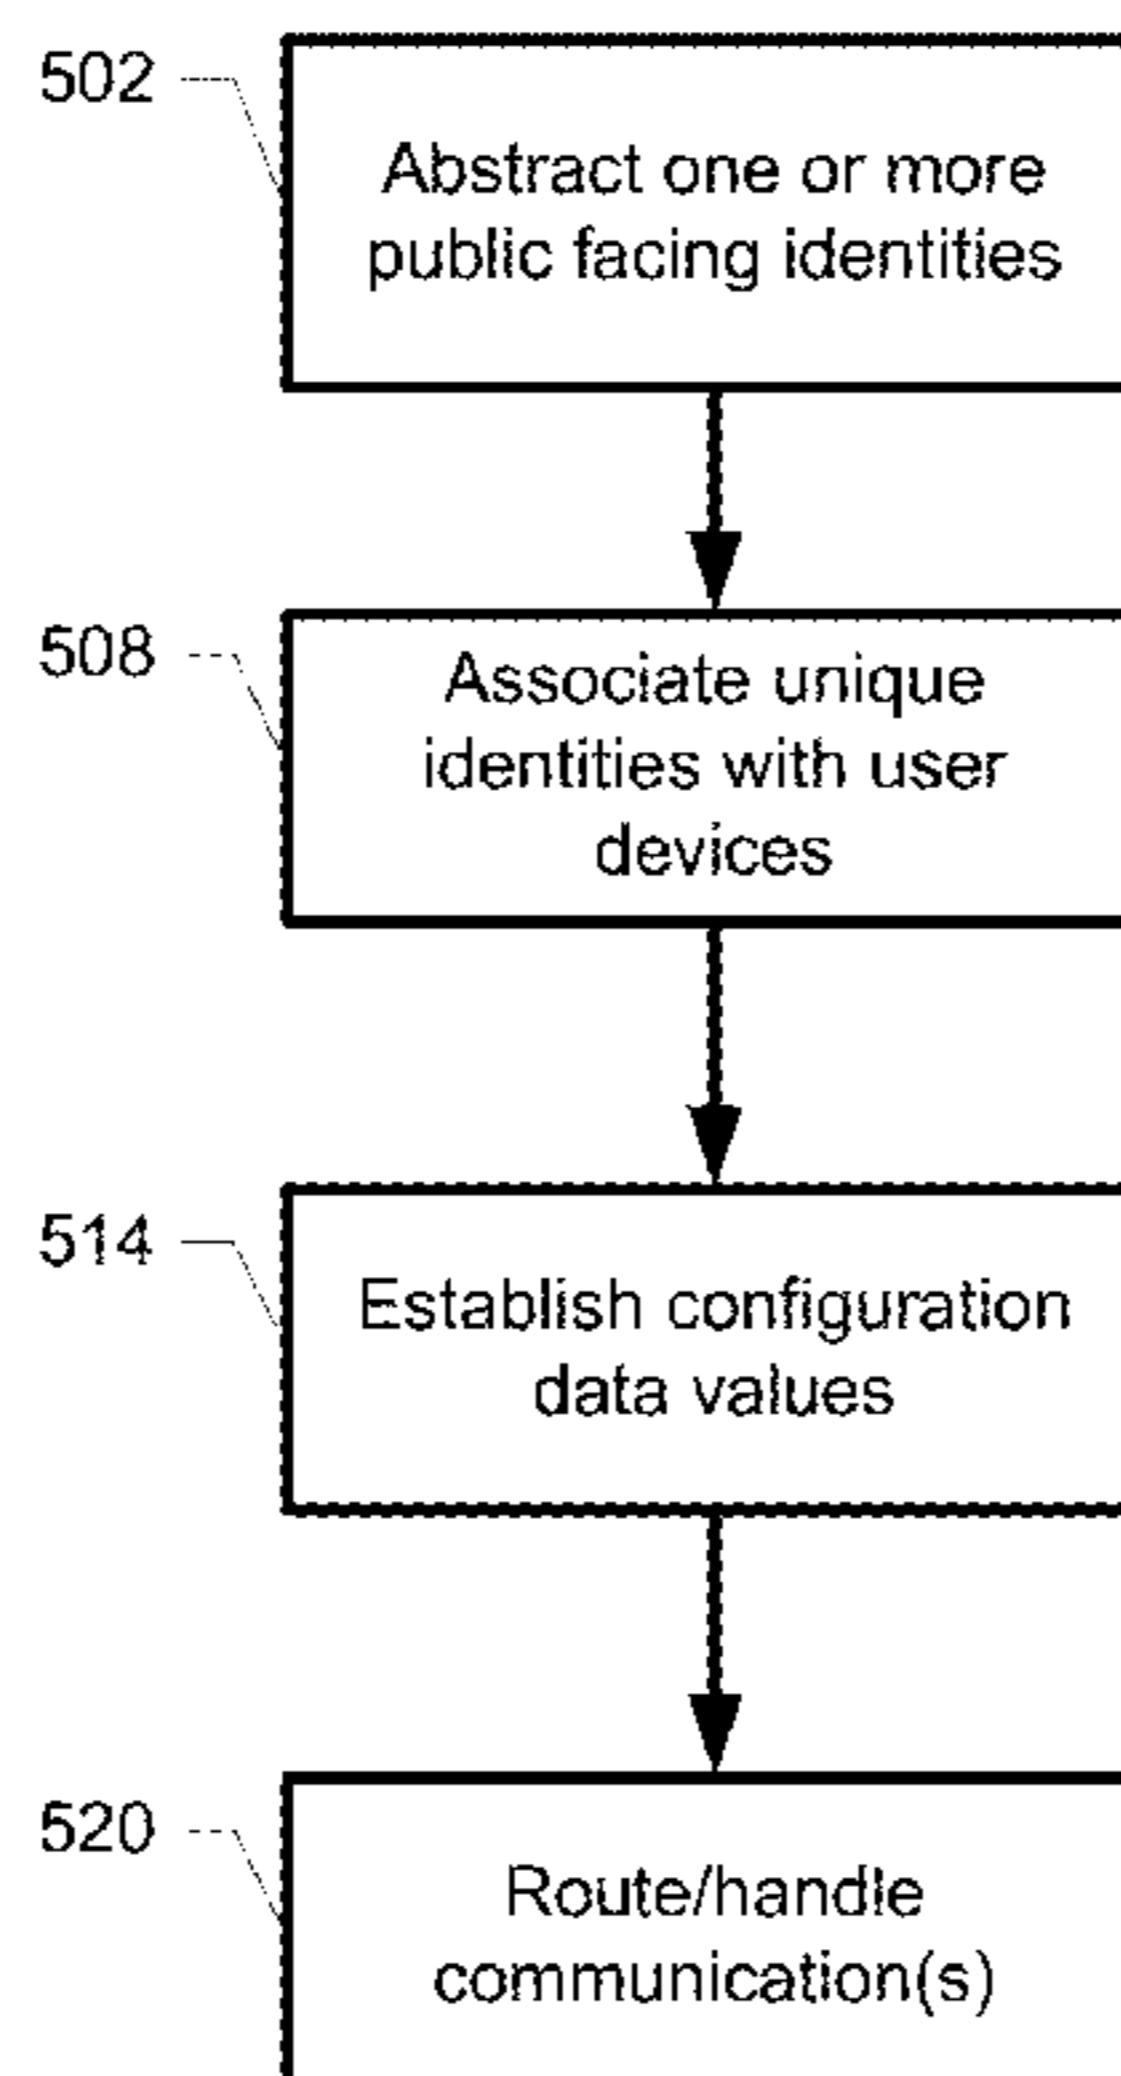 502
Abstract one or more
public facing identities
508
Associate unique
identities with user
devices
514
Establish configuration
data values
520
Route/handle
communication(s)